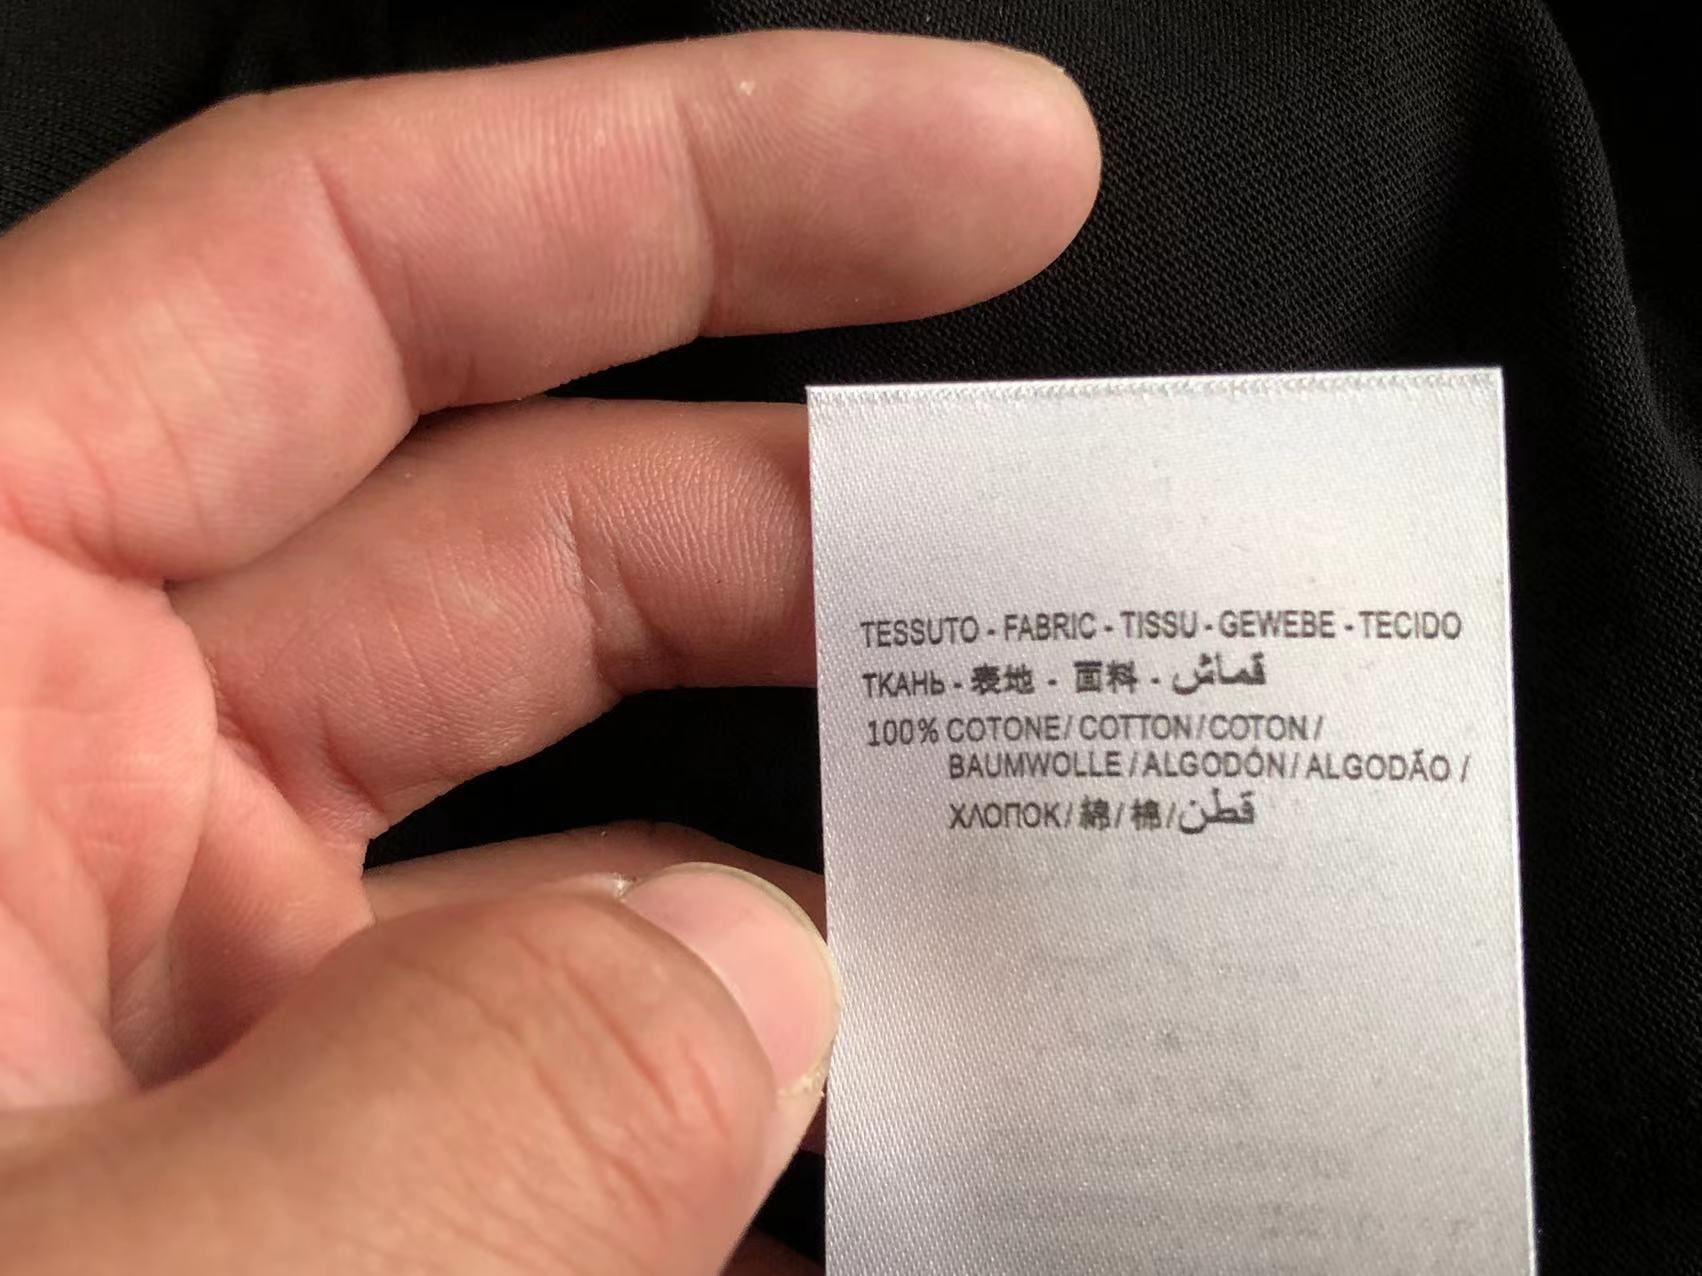 TESSUTO - FABRIC - TISSU - GEWEBE - TECIDO
ТКАНЬ - 表地 - 面料 - قماش
100% COTONE / COTTON / COTON /
BAUMWOLLE / ALGODÓN / ALGODÃO /
ХЛОПОК / 綿 / 棉 / قطن